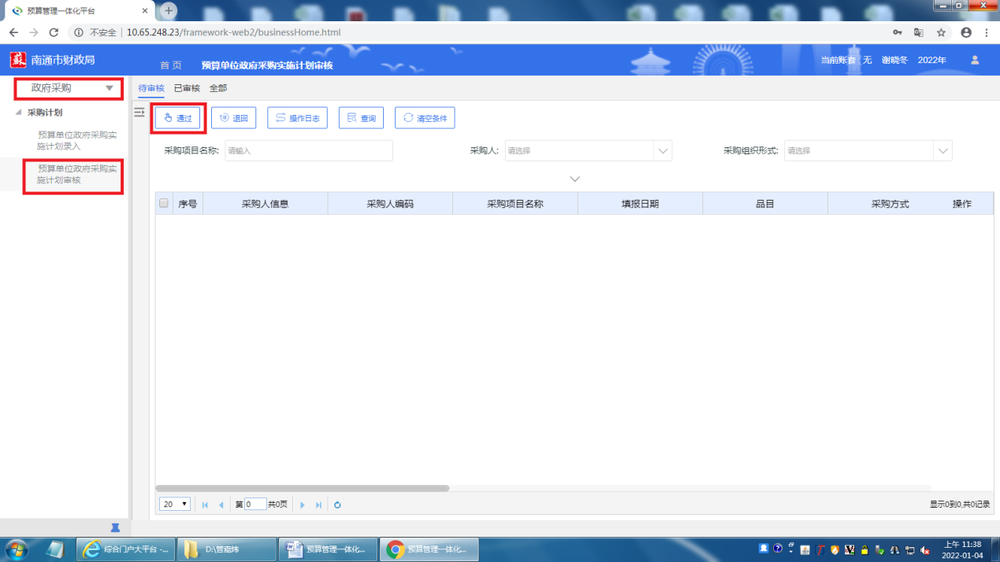 预算管理一体化平台
不安全
10.65.248.23/framework-web2/businessHome.html
南通市财政局
首页
预算单位政府采购实施计划审核
当前账套 无 谢晓冬 2022年
政府采购
待审核 已审核 全部
采购计划
预算单位政府采购实
施计划录入
预算单位政府采购实
施计划审核
通过 退回 操作日志 查询 清空条件
采购项目名称: 请输入 采购人: 请选择 采购组织形式: 请选择
序号 采购人信息 采购人编码 采购项目名称 填报日期 品目 采购方式 操作
20 第 0 共0页 显示0到0,共0记录
综合门户大平台 -...
D:\管嘉炜
预算管理一体化...
预算管理一体化...
上午 11:38
2022-01-04